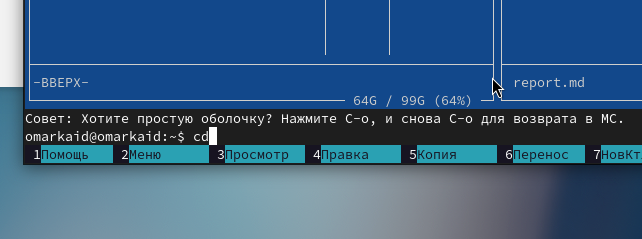 -ВВЕРХ-
report.md
64G / 99G (64%)
Совет: Хотите простую оболочку? Нажмите C-o, и снова C-o для возврата в MC.
omarkaid@omarkaid:~$ cd
1Помощь 2Меню 3Просмотр 4Правка 5Копия 6Перенос 7НовКт